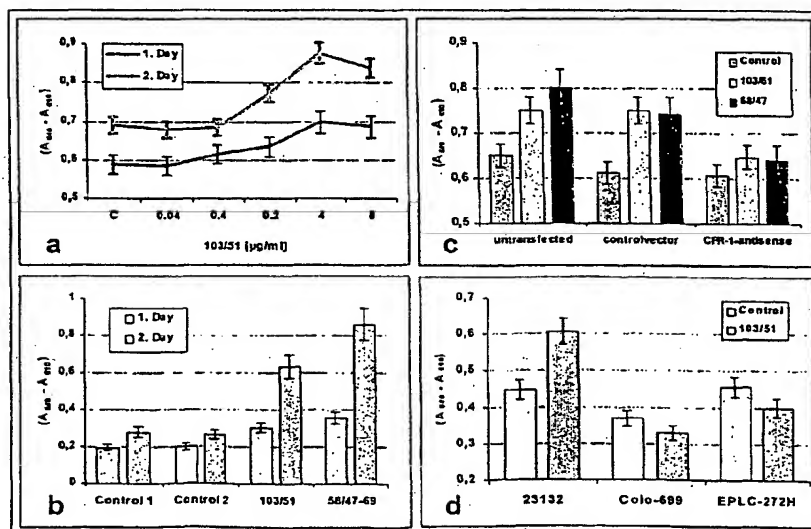 0,9
0,8
0,7
0,6
0,5
1. Day
2. Day
C 0.04 0,4 0,2 4 8
103/51 [µg/ml]
a
0,9
0,8
0,7
0,6
0,5
Control
103/51
58/47
untransfected controlvector CFR-1-antisense
c
1
0,8
0,6
0,4
0,2
0
1. Day
2. Day
Control 1 Control 2 103/51 58/47-69
b
0,7
0,6
0,5
0,4
0,3
0,2
Control
103/51
23132 Colo-699 EPLC-272H
d